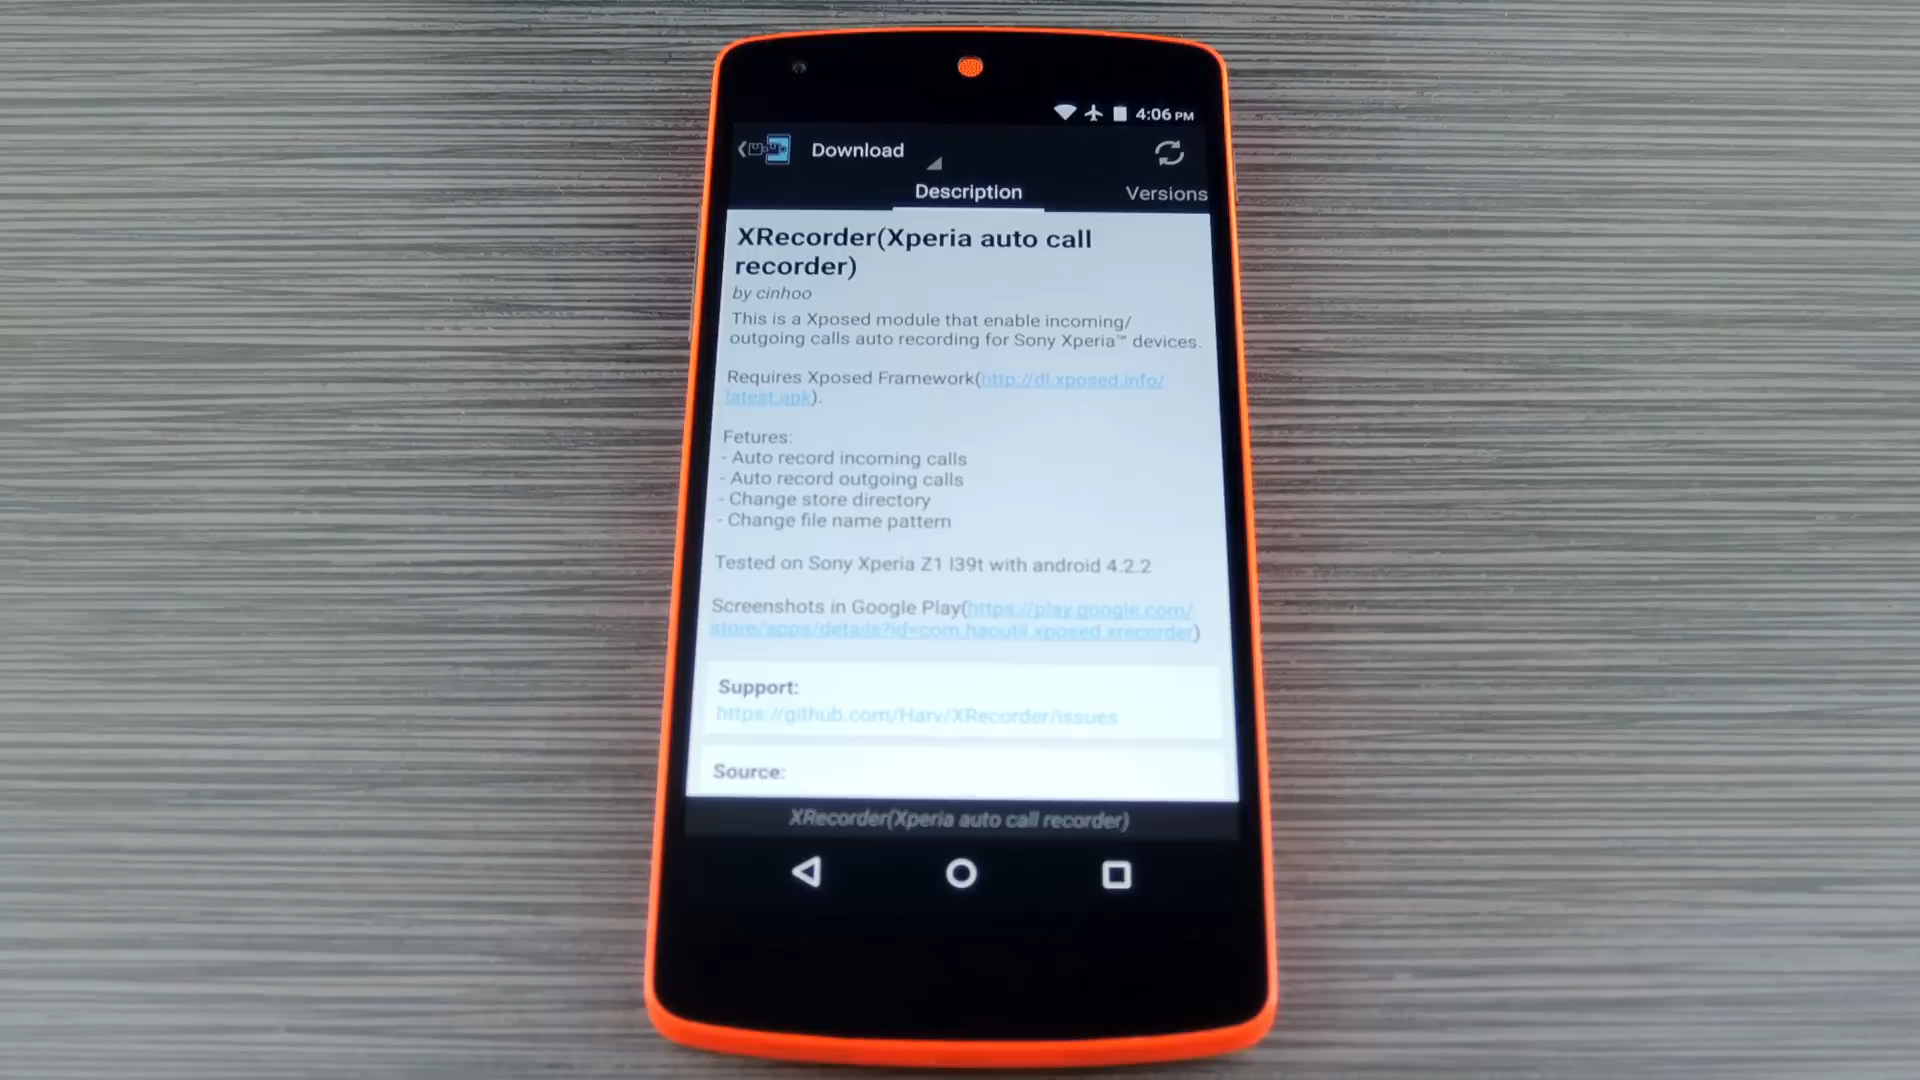 4:06 PM
Download
Description
Versions
XRecorder(Xperia auto call
recorder)
by cinhoo
This is a Xposed module that enable incoming/
outgoing calls auto recording for Sony Xperia™ devices.
Requires Xposed Framework(http://dl.xposed.info/
latest.apk).
Fetures:
- Auto record incoming calls
- Auto record outgoing calls
- Change store directory
- Change file name pattern
Tested on Sony Xperia Z1 l39t with android 4.2.2
Screenshots in Google Play(https://play.google.com/
store/apps/details?id=com.haoutil.xposed.xrecorder)
Support:
https://github.com/Harv/XRecorder/issues
Source:
XRecorder(Xperia auto call recorder)